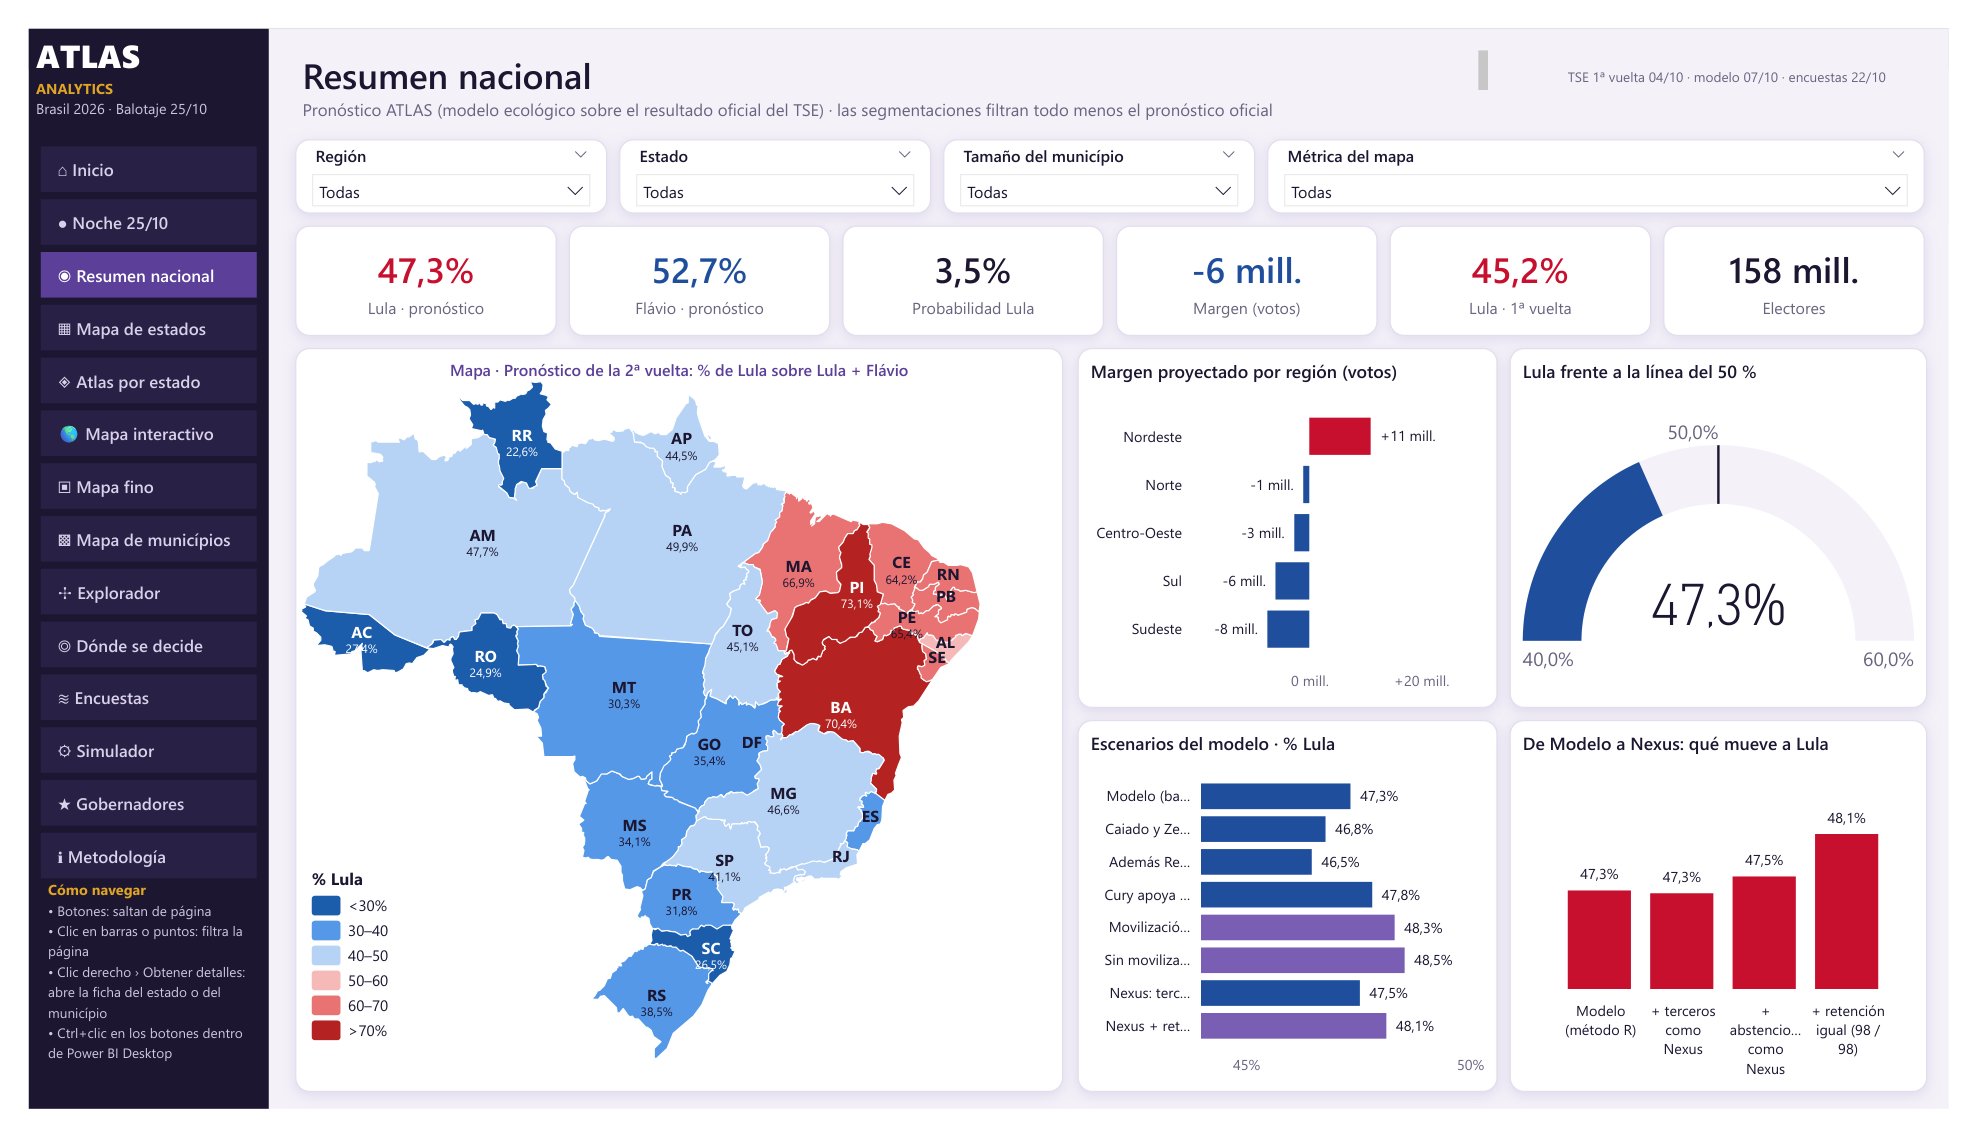 ATLAS
ANALYTICS
Brasil 2026 · Balotaje 25/10
⌂ Inicio
● Noche 25/10
◉ Resumen nacional
▦ Mapa de estados
◈ Atlas por estado
🌎 Mapa interactivo
▣ Mapa fino
▩ Mapa de municípios
✢ Explorador
◎ Dónde se decide
≋ Encuestas
⚙ Simulador
★ Gobernadores
ℹ Metodología
Cómo navegar
• Botones: saltan de página
• Clic en barras o puntos: filtra la
página
• Clic derecho › Obtener detalles:
abre la ficha del estado o del
município
• Ctrl+clic en los botones dentro
de Power BI Desktop
Resumen nacional
TSE 1ª vuelta 04/10 · modelo 07/10 · encuestas 22/10
Pronóstico ATLAS (modelo ecológico sobre el resultado oficial del TSE) · las segmentaciones filtran todo menos el pronóstico oficial
Región
Todas
Estado
Todas
Tamaño del município
Todas
Métrica del mapa
Todas
47,3%
Lula · pronóstico
52,7%
Flávio · pronóstico
3,5%
Probabilidad Lula
-6 mill.
Margen (votos)
45,2%
Lula · 1ª vuelta
158 mill.
Electores
Mapa · Pronóstico de la 2ª vuelta: % de Lula sobre Lula + Flávio
RR
22,6%
AP
44,5%
AM
47,7%
PA
49,9%
MA
66,9%
PI
73,1%
CE
64,2%
RN
PB
PE
65,4%
AL
SE
AC
27,4%
RO
24,9%
TO
45,1%
MT
30,3%
BA
70,4%
GO
35,4%
DF
MG
46,6%
ES
MS
34,1%
SP
41,1%
RJ
PR
31,8%
SC
26,5%
RS
38,5%
% Lula
<30%
30–40
40–50
50–60
60–70
>70%
Margen proyectado por región (votos)
Nordeste +11 mill.
Norte -1 mill.
Centro-Oeste -3 mill.
Sul -6 mill.
Sudeste -8 mill.
0 mill. +20 mill.
Lula frente a la línea del 50 %
50,0%
47,3%
40,0% 60,0%
Escenarios del modelo · % Lula
Modelo (ba... 47,3%
Caiado y Ze... 46,8%
Además Re... 46,5%
Cury apoya ... 47,8%
Movilizació... 48,3%
Sin moviliza... 48,5%
Nexus: terc... 47,5%
Nexus + ret... 48,1%
45% 50%
De Modelo a Nexus: qué mueve a Lula
47,3%
47,3%
47,5%
48,1%
Modelo
(método R)
+ terceros
como
Nexus
+
abstencio...
como
Nexus
+ retención
igual (98 /
98)